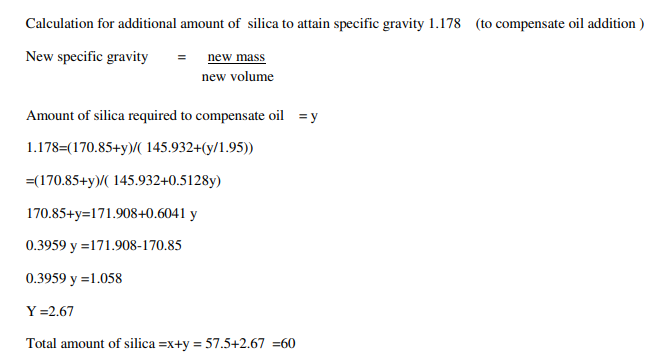 Calculation for additional amount of silica to attain specific gravity 1.178 (to compensate oil addition )
New specific gravity = new mass
new volume
Amount of silica required to compensate oil = y
1.178=(170.85+y)/( 145.932+(y/1.95))
=(170.85+y)/( 145.932+0.5128y)
170.85+y=171.908+0.6041 y
0.3959 y =171.908-170.85
0.3959 y =1.058
Y =2.67
Total amount of silica =x+y = 57.5+2.67 =60